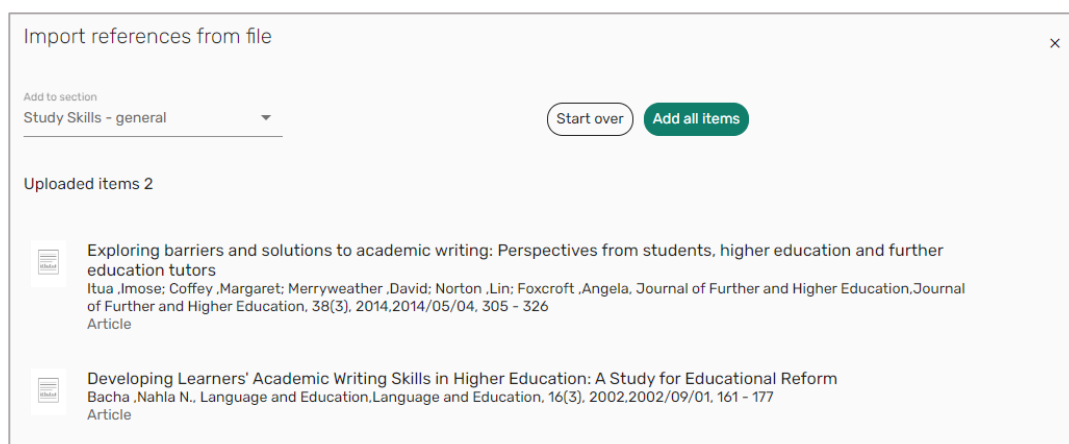 Import references from file
×
Add to section
Study Skills - general
Start over
Add all items
Uploaded items 2
Exploring barriers and solutions to academic writing: Perspectives from students, higher education and further
education tutors
Itua ,Imose; Coffey ,Margaret; Merryweather ,David; Norton ,Lin; Foxcroft ,Angela, Journal of Further and Higher Education,Journal
of Further and Higher Education, 38(3), 2014,2014/05/04, 305 - 326
Article
Developing Learners' Academic Writing Skills in Higher Education: A Study for Educational Reform
Bacha ,Nahla N., Language and Education,Language and Education, 16(3), 2002,2002/09/01, 161 - 177
Article